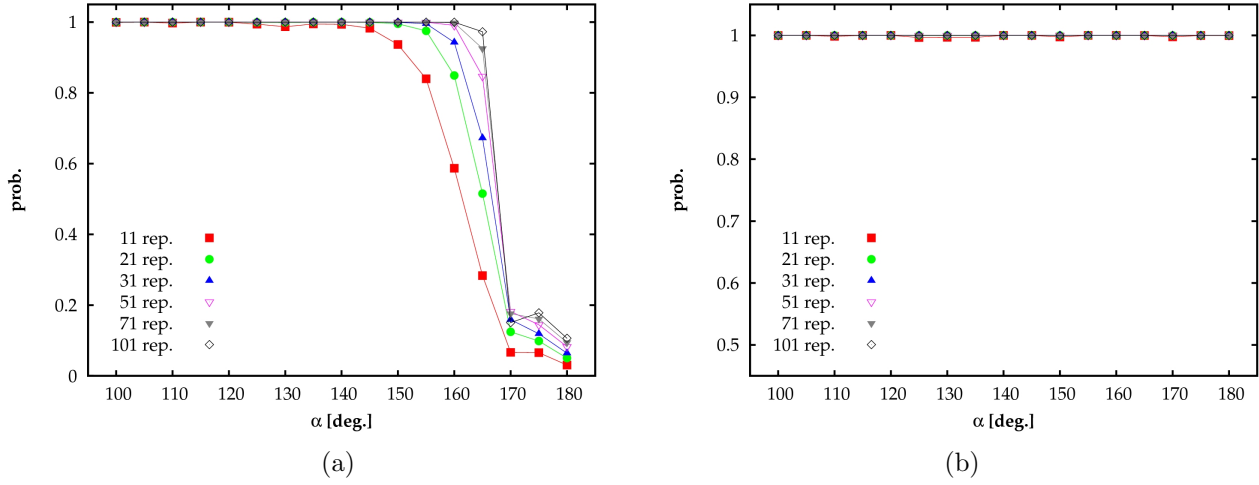 1
0.8
0.6
0.4
0.2
0
prob.
11 rep.
21 rep.
31 rep.
51 rep.
71 rep.
101 rep.
100 110 120 130 140 150 160 170 180
α [deg.]
(a)
1
0.9
0.8
0.7
0.6
0.5
prob.
11 rep.
21 rep.
31 rep.
51 rep.
71 rep.
101 rep.
100 110 120 130 140 150 160 170 180
α [deg.]
(b)